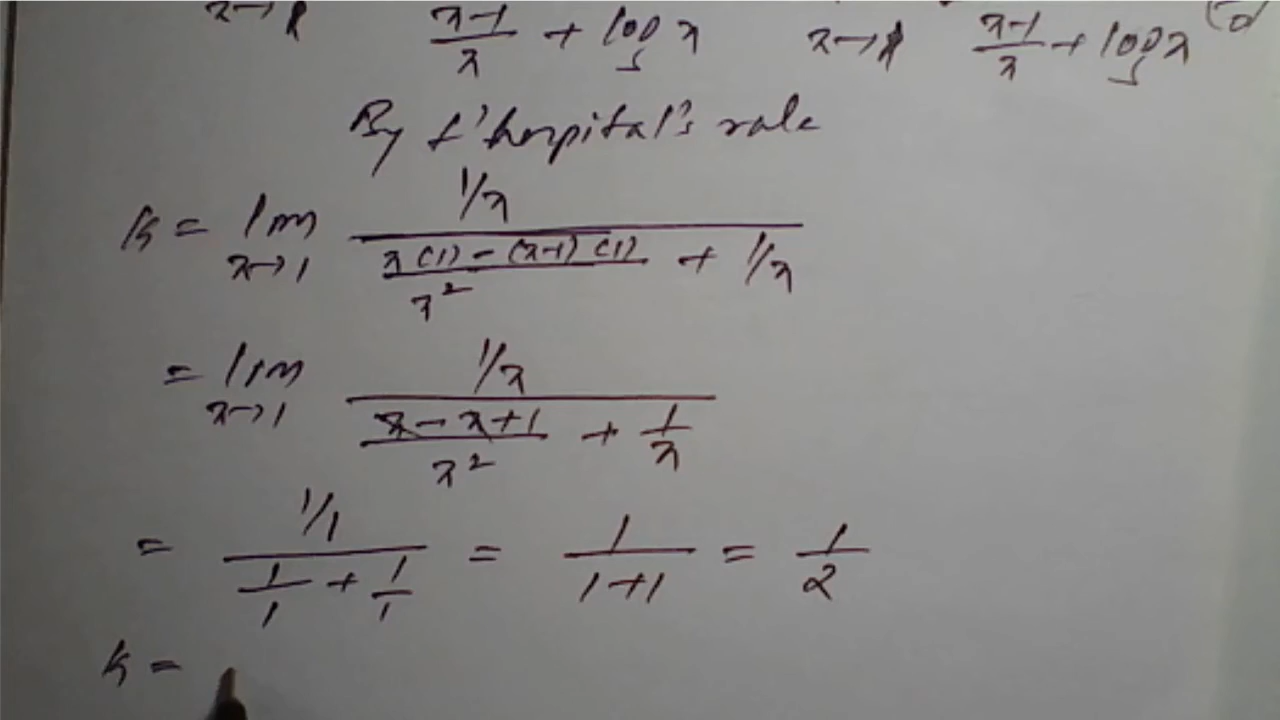 x→1 (x-1)/x + log x x→1 (x-1)/x + log x
By L'hospital's rule
k = lim x→1 (1/x) / ((x(1) - (x-1)(1))/x² + 1/x)
= lim x→1 (1/x) / ((x - x + 1)/x² + 1/x)
= (1/1) / (1/1 + 1/1) = 1/(1+1) = 1/2
k =